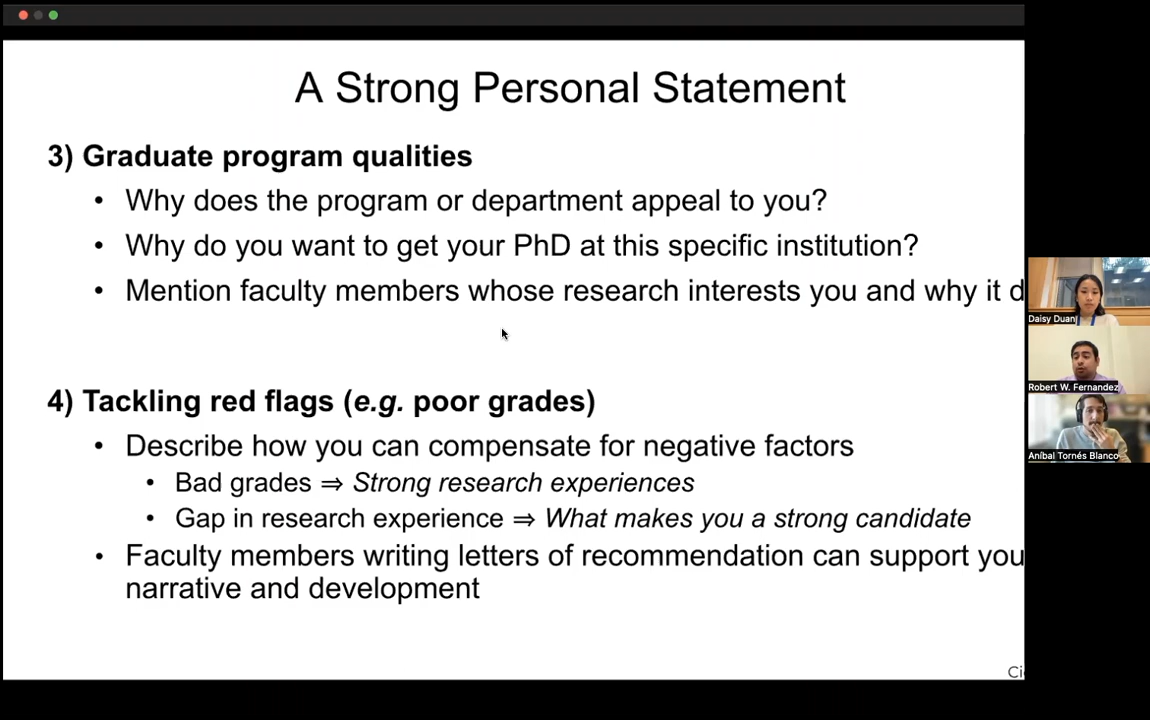 A Strong Personal Statement
3) Graduate program qualities
• Why does the program or department appeal to you?
• Why do you want to get your PhD at this specific institution?
• Mention faculty members whose research interests you and why it d
4) Tackling red flags (e.g. poor grades)
• Describe how you can compensate for negative factors
• Bad grades ⇒ Strong research experiences
• Gap in research experience ⇒ What makes you a strong candidate
• Faculty members writing letters of recommendation can support you
narrative and development
Ci
Daisy Duan
Robert W. Fernandez
Aníbal Tornés Blanco